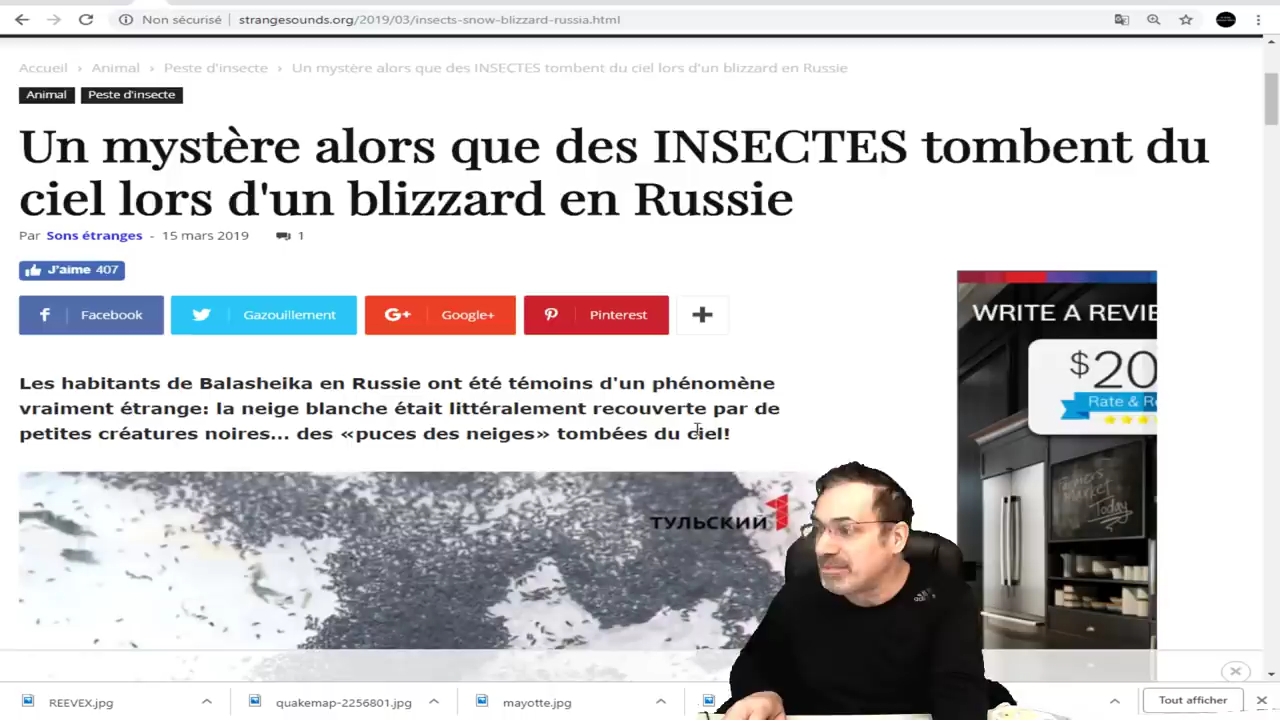 Non sécurisé | strangesounds.org/2019/03/insects-snow-blizzard-russia.html
Accueil › Animal › Peste d'insecte › Un mystère alors que des INSECTES tombent du ciel lors d'un blizzard en Russie
Animal Peste d'insecte
Un mystère alors que des INSECTES tombent du
ciel lors d'un blizzard en Russie
Par Sons étranges - 15 mars 2019 1
J'aime 407
Facebook Gazouillement G+ Google+ Pinterest +
WRITE A REVIE
$20
Rate & Re
Les habitants de Balasheika en Russie ont été témoins d'un phénomène
vraiment étrange: la neige blanche était littéralement recouverte par de
petites créatures noires... des «puces des neiges» tombées du ciel!
Market
Today
ТУЛЬСКИЙ 1
adidas
REEVEX.jpg quakemap-2256801.jpg mayotte.jpg Tout afficher